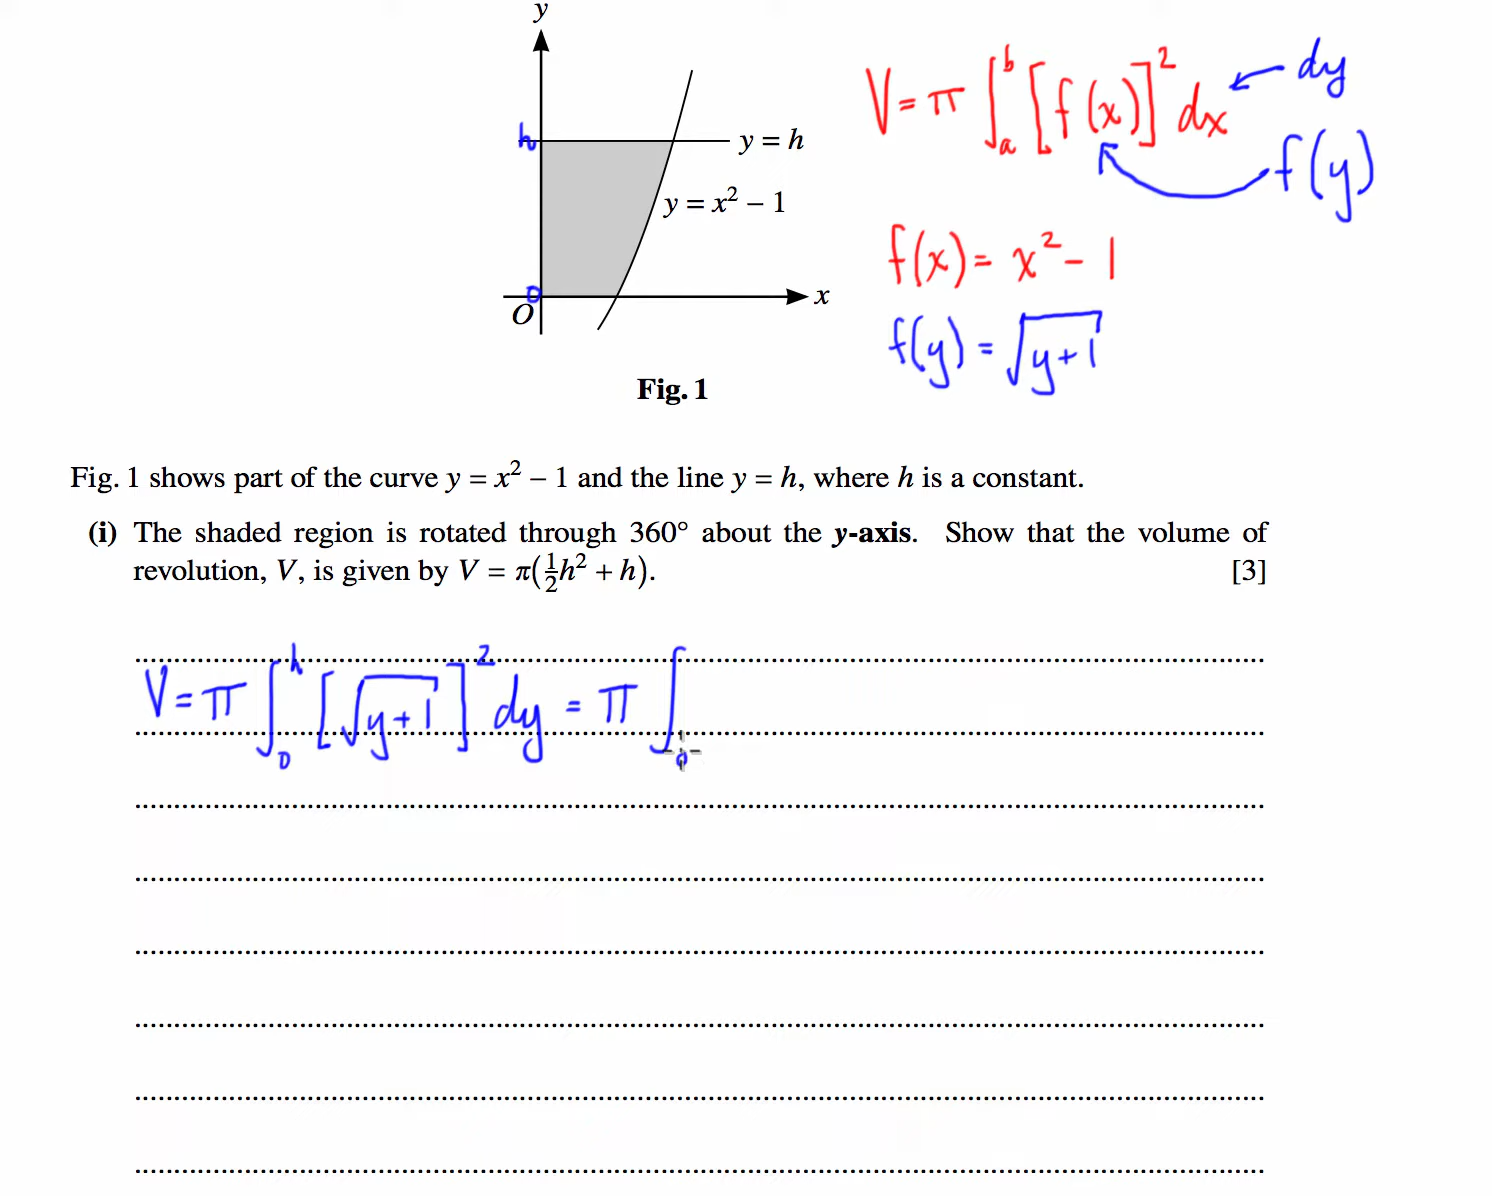 y
V = π ∫ₐᵇ [f(x)]² dx ← dy
f(y)
h
y = h
y = x² – 1
f(x) = x² – 1
0
x
O
f(y) = √(y+1)
Fig. 1
Fig. 1 shows part of the curve y = x² – 1 and the line y = h, where h is a constant.
(i) The shaded region is rotated through 360° about the y-axis. Show that the volume of
revolution, V, is given by V = π(½h² + h). [3]
V = π ∫₀ʰ [√(y+1)]² dy = π ∫₀